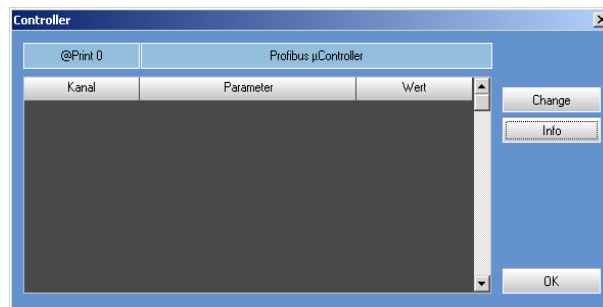 Controller
@Print 0 Profibus µController
Kanal Parameter Wert
Change
Info
OK